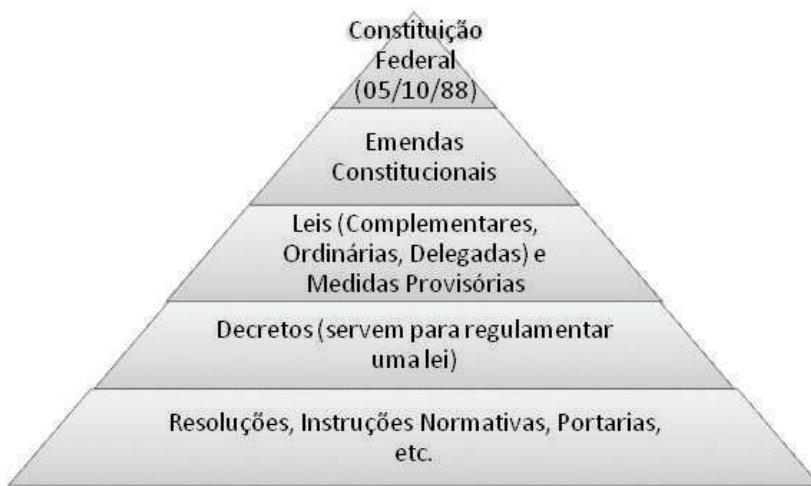 Constituição
Federal
(05/10/88)
Emendas
Constitucionais
Leis (Complementares,
Ordinárias, Delegadas) e
Medidas Provisórias
Decretos (servem para regulamentar
uma lei)
Resoluções, Instruções Normativas, Portarias,
etc.